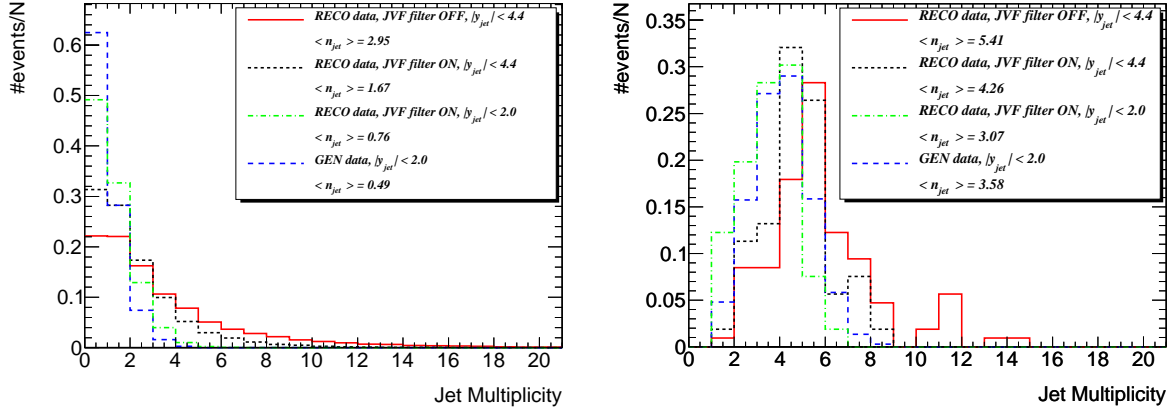 #events/N
0.6
0.5
0.4
0.3
0.2
0.1
0
RECO data, JVF filter OFF, |y_jet| < 4.4
< n_jet > = 2.95
RECO data, JVF filter ON, |y_jet| < 4.4
< n_jet > = 1.67
RECO data, JVF filter ON, |y_jet| < 2.0
< n_jet > = 0.76
GEN data, |y_jet| < 2.0
< n_jet > = 0.49
0 2 4 6 8 10 12 14 16 18 20
Jet Multiplicity
#events/N
0.35
0.3
0.25
0.2
0.15
0.1
0.05
0
RECO data, JVF filter OFF, |y_jet| < 4.4
< n_jet > = 5.41
RECO data, JVF filter ON, |y_jet| < 4.4
< n_jet > = 4.26
RECO data, JVF filter ON, |y_jet| < 2.0
< n_jet > = 3.07
GEN data, |y_jet| < 2.0
< n_jet > = 3.58
0 2 4 6 8 10 12 14 16 18 20
Jet Multiplicity